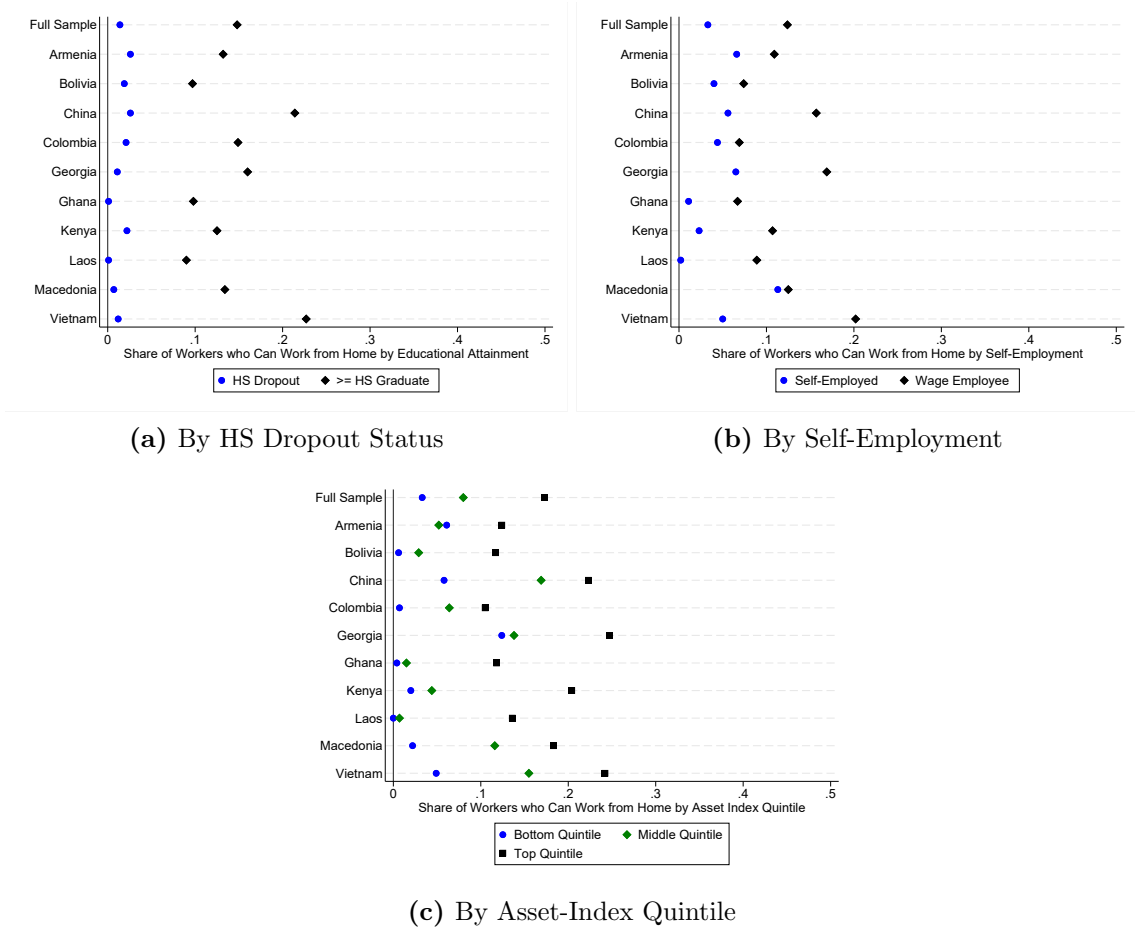 Full Sample
Armenia
Bolivia
China
Colombia
Georgia
Ghana
Kenya
Laos
Macedonia
Vietnam
0 .1 .2 .3 .4 .5
Share of Workers who Can Work from Home by Educational Attainment
HS Dropout >= HS Graduate
(a) By HS Dropout Status
Full Sample
Armenia
Bolivia
China
Colombia
Georgia
Ghana
Kenya
Laos
Macedonia
Vietnam
0 .1 .2 .3 .4 .5
Share of Workers who Can Work from Home by Self-Employment
Self-Employed Wage Employee
(b) By Self-Employment
Full Sample
Armenia
Bolivia
China
Colombia
Georgia
Ghana
Kenya
Laos
Macedonia
Vietnam
0 .1 .2 .3 .4 .5
Share of Workers who Can Work from Home by Asset Index Quintile
Bottom Quintile Middle Quintile
Top Quintile
(c) By Asset-Index Quintile